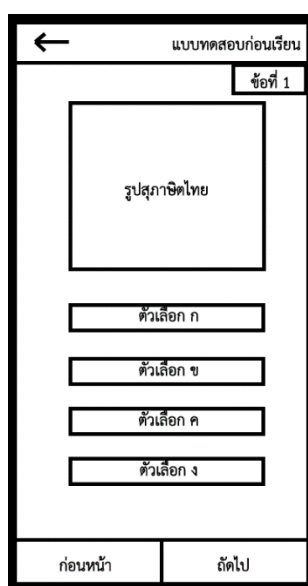 แบบทดสอบก่อนเรียน
ข้อที่ 1
รูปสุภาษิตไทย
ตัวเลือก ก
ตัวเลือก ข
ตัวเลือก ค
ตัวเลือก ง
ก่อนหน้า
ถัดไป